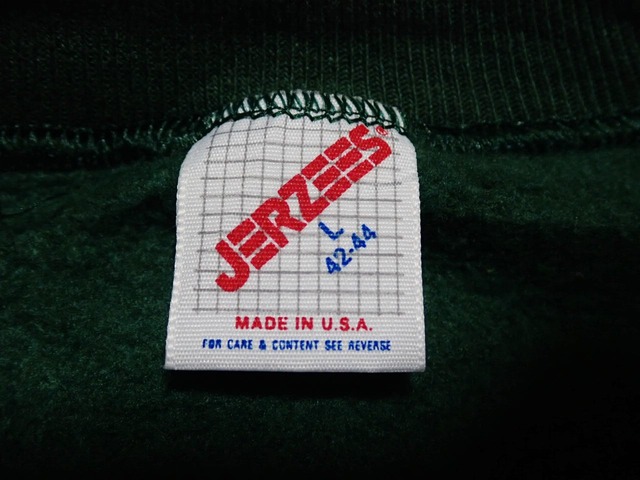 JERZEES®
L
42-44
MADE IN U.S.A.
FOR CARE & CONTENT SEE REVERSE